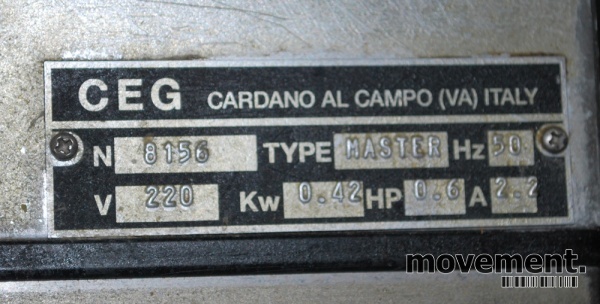 CEG CARDANO AL CAMPO (VA) ITALY
N 8156 TYPE MASTER Hz 50
V. 220 Kw 0.42 HP 0.6 A 2.2
movement.